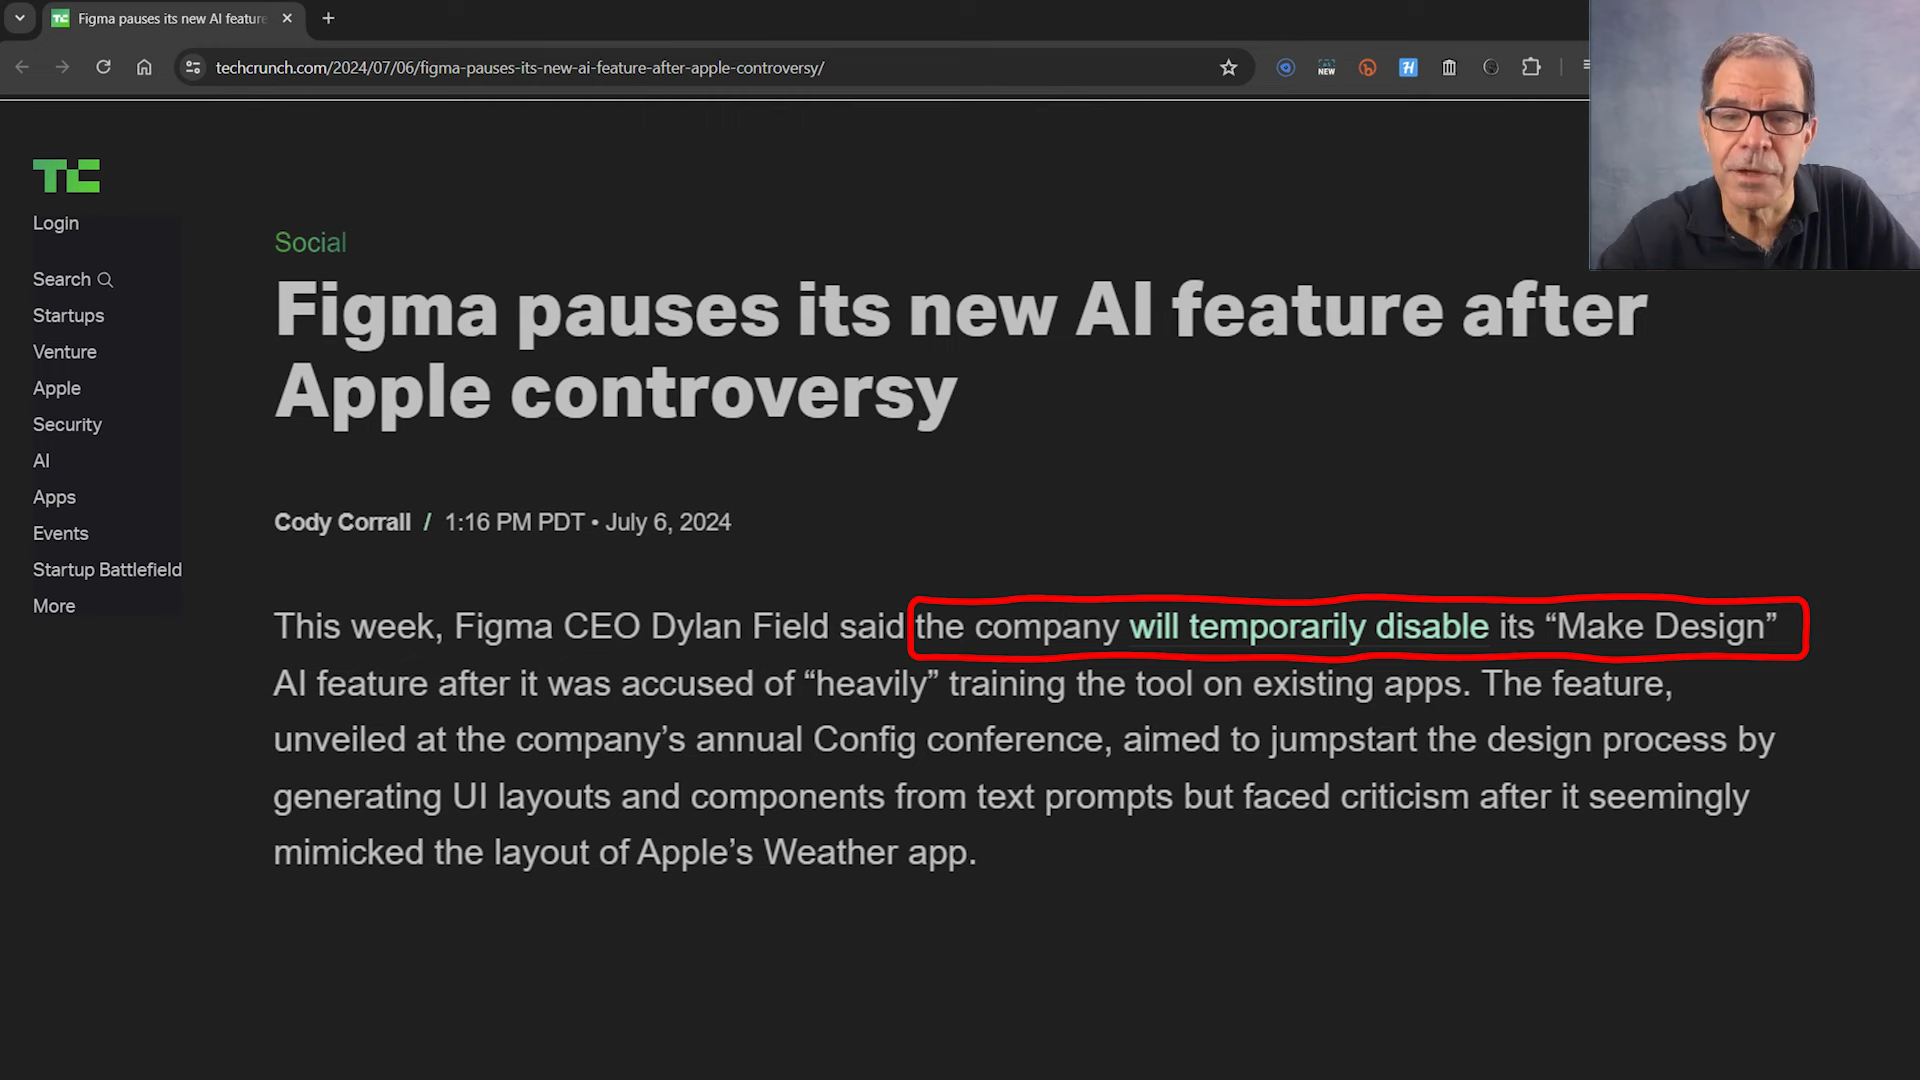 Figma pauses its new AI feature
techcrunch.com/2024/07/06/figma-pauses-its-new-ai-feature-after-apple-controversy/
NEW
TC
Login
Search
Startups
Venture
Apple
Security
AI
Apps
Events
Startup Battlefield
More
Social
Figma pauses its new AI feature after
Apple controversy
Cody Corrall / 1:16 PM PDT • July 6, 2024
This week, Figma CEO Dylan Field said the company will temporarily disable its “Make Design”
AI feature after it was accused of “heavily” training the tool on existing apps. The feature,
unveiled at the company’s annual Config conference, aimed to jumpstart the design process by
generating UI layouts and components from text prompts but faced criticism after it seemingly
mimicked the layout of Apple’s Weather app.